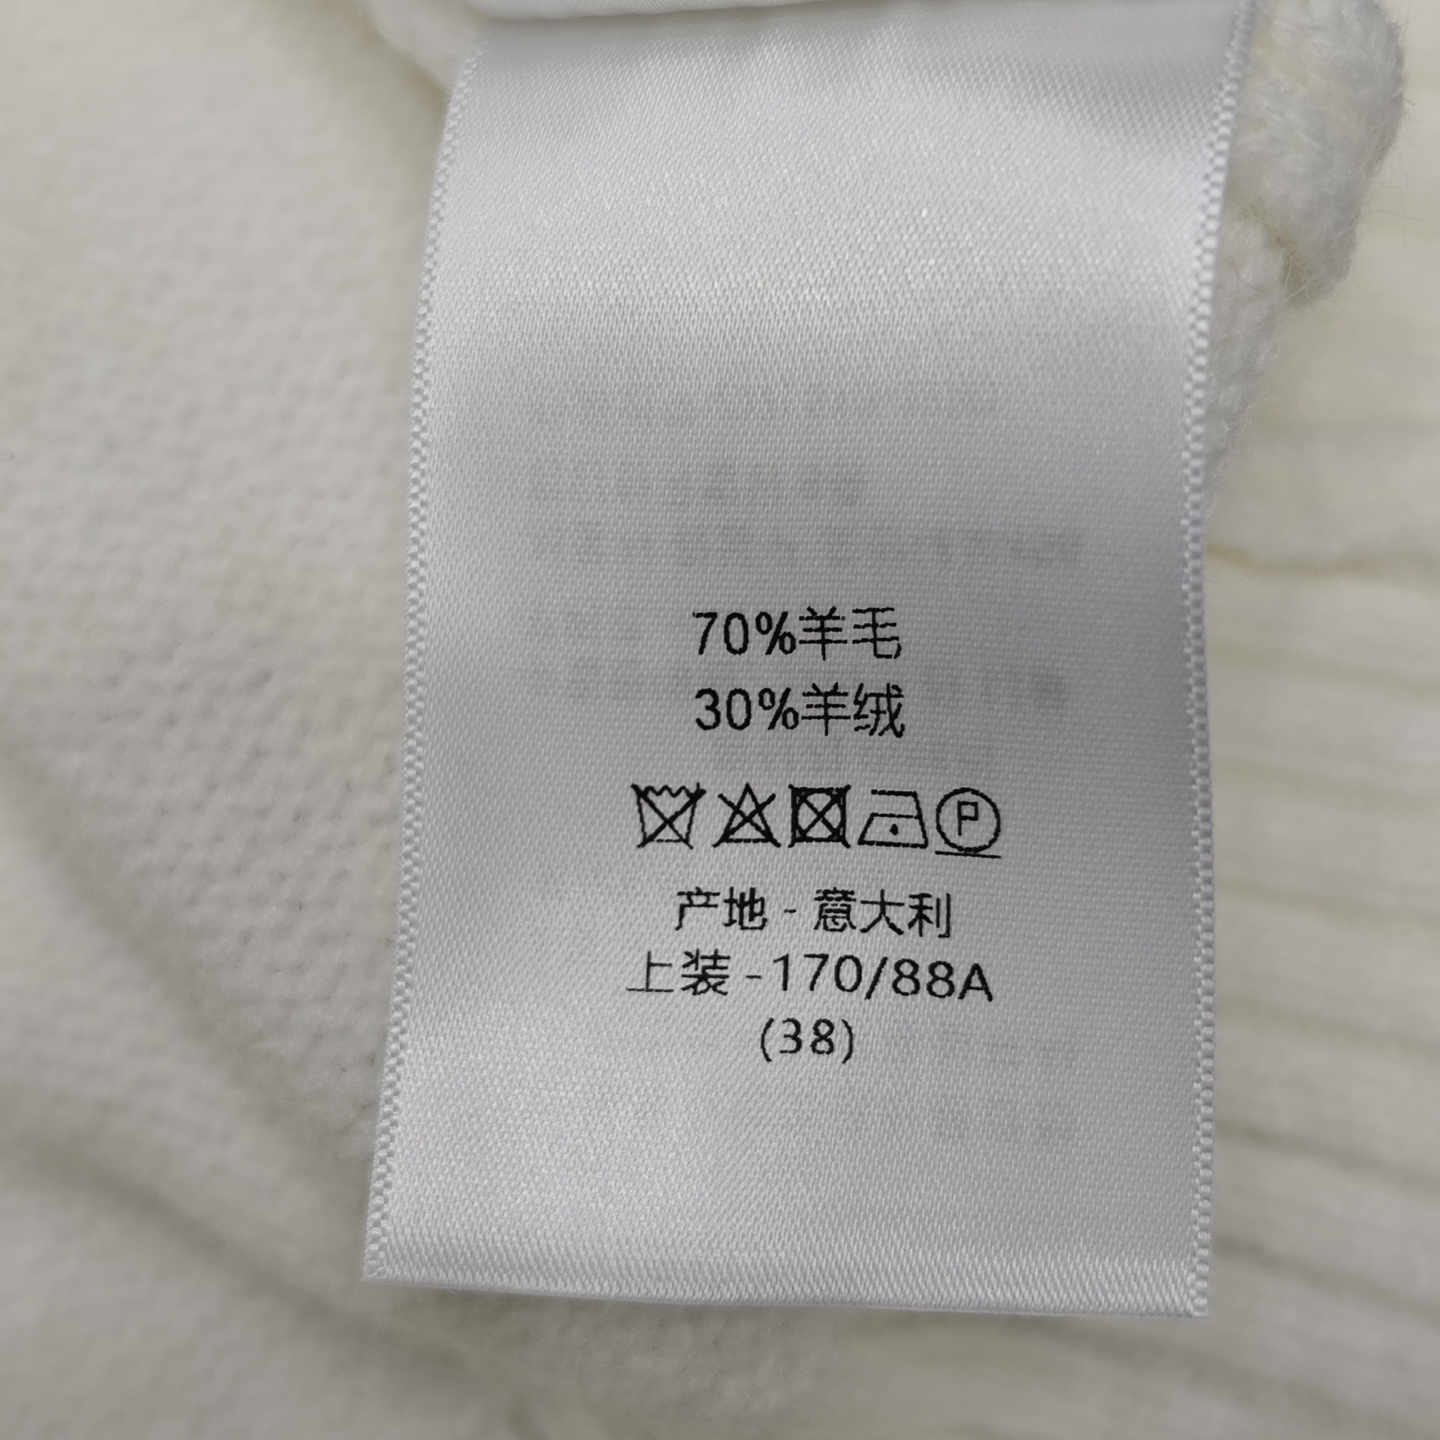 70%羊毛
30%羊绒
P
产地 - 意大利
上装 -170/88A
(38)